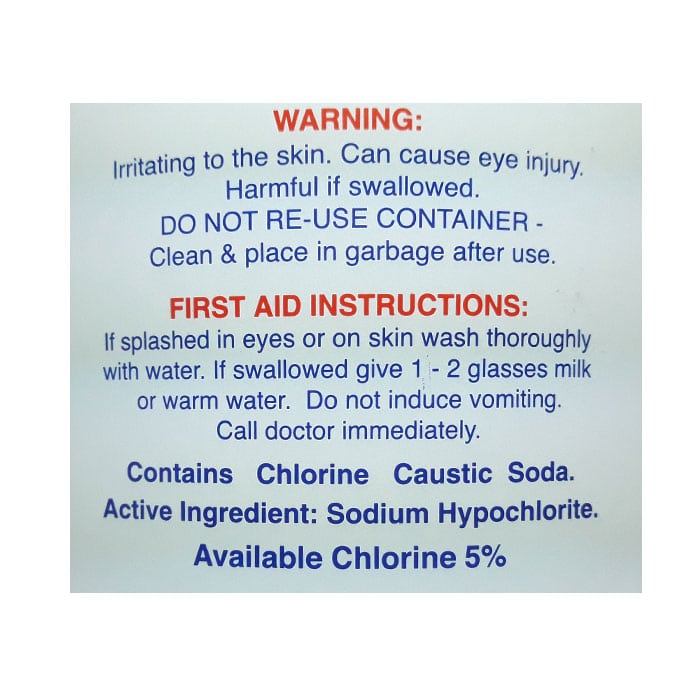 WARNING:
Irritating to the skin. Can cause eye injury.
Harmful if swallowed.
DO NOT RE-USE CONTAINER -
Clean & place in garbage after use.
FIRST AID INSTRUCTIONS:
If splashed in eyes or on skin wash thoroughly
with water. If swallowed give 1 - 2 glasses milk
or warm water. Do not induce vomiting.
Call doctor immediately.
Contains Chlorine Caustic Soda.
Active Ingredient: Sodium Hypochlorite.
Available Chlorine 5%